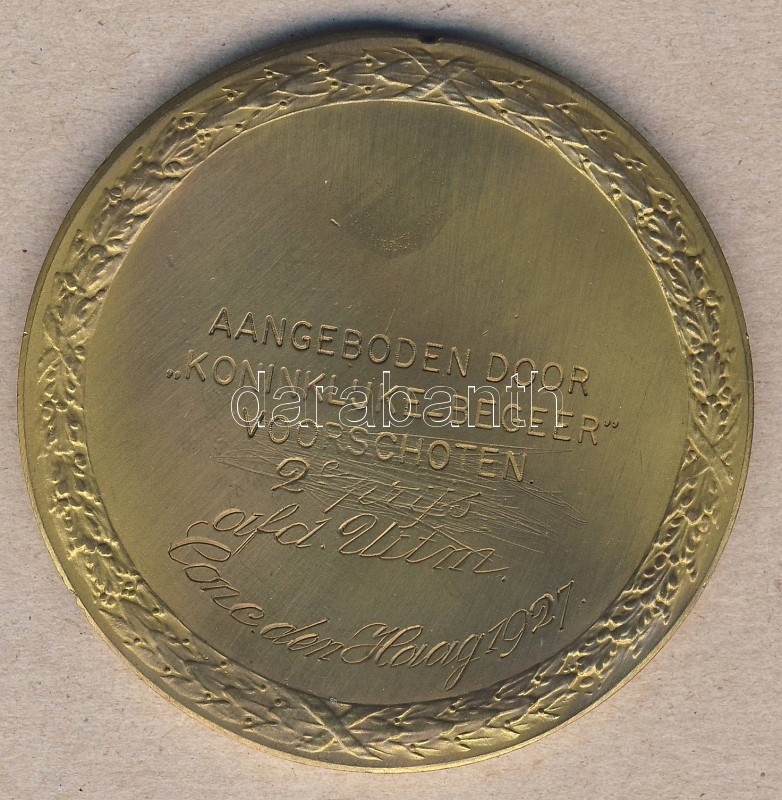 AANGEBODEN DOOR
„KONINKLIJKE-BEGEER”
VOORSCHOTEN.
2e prijs
afd. Uitm.
Conc. den Haag 1927.
darabanth